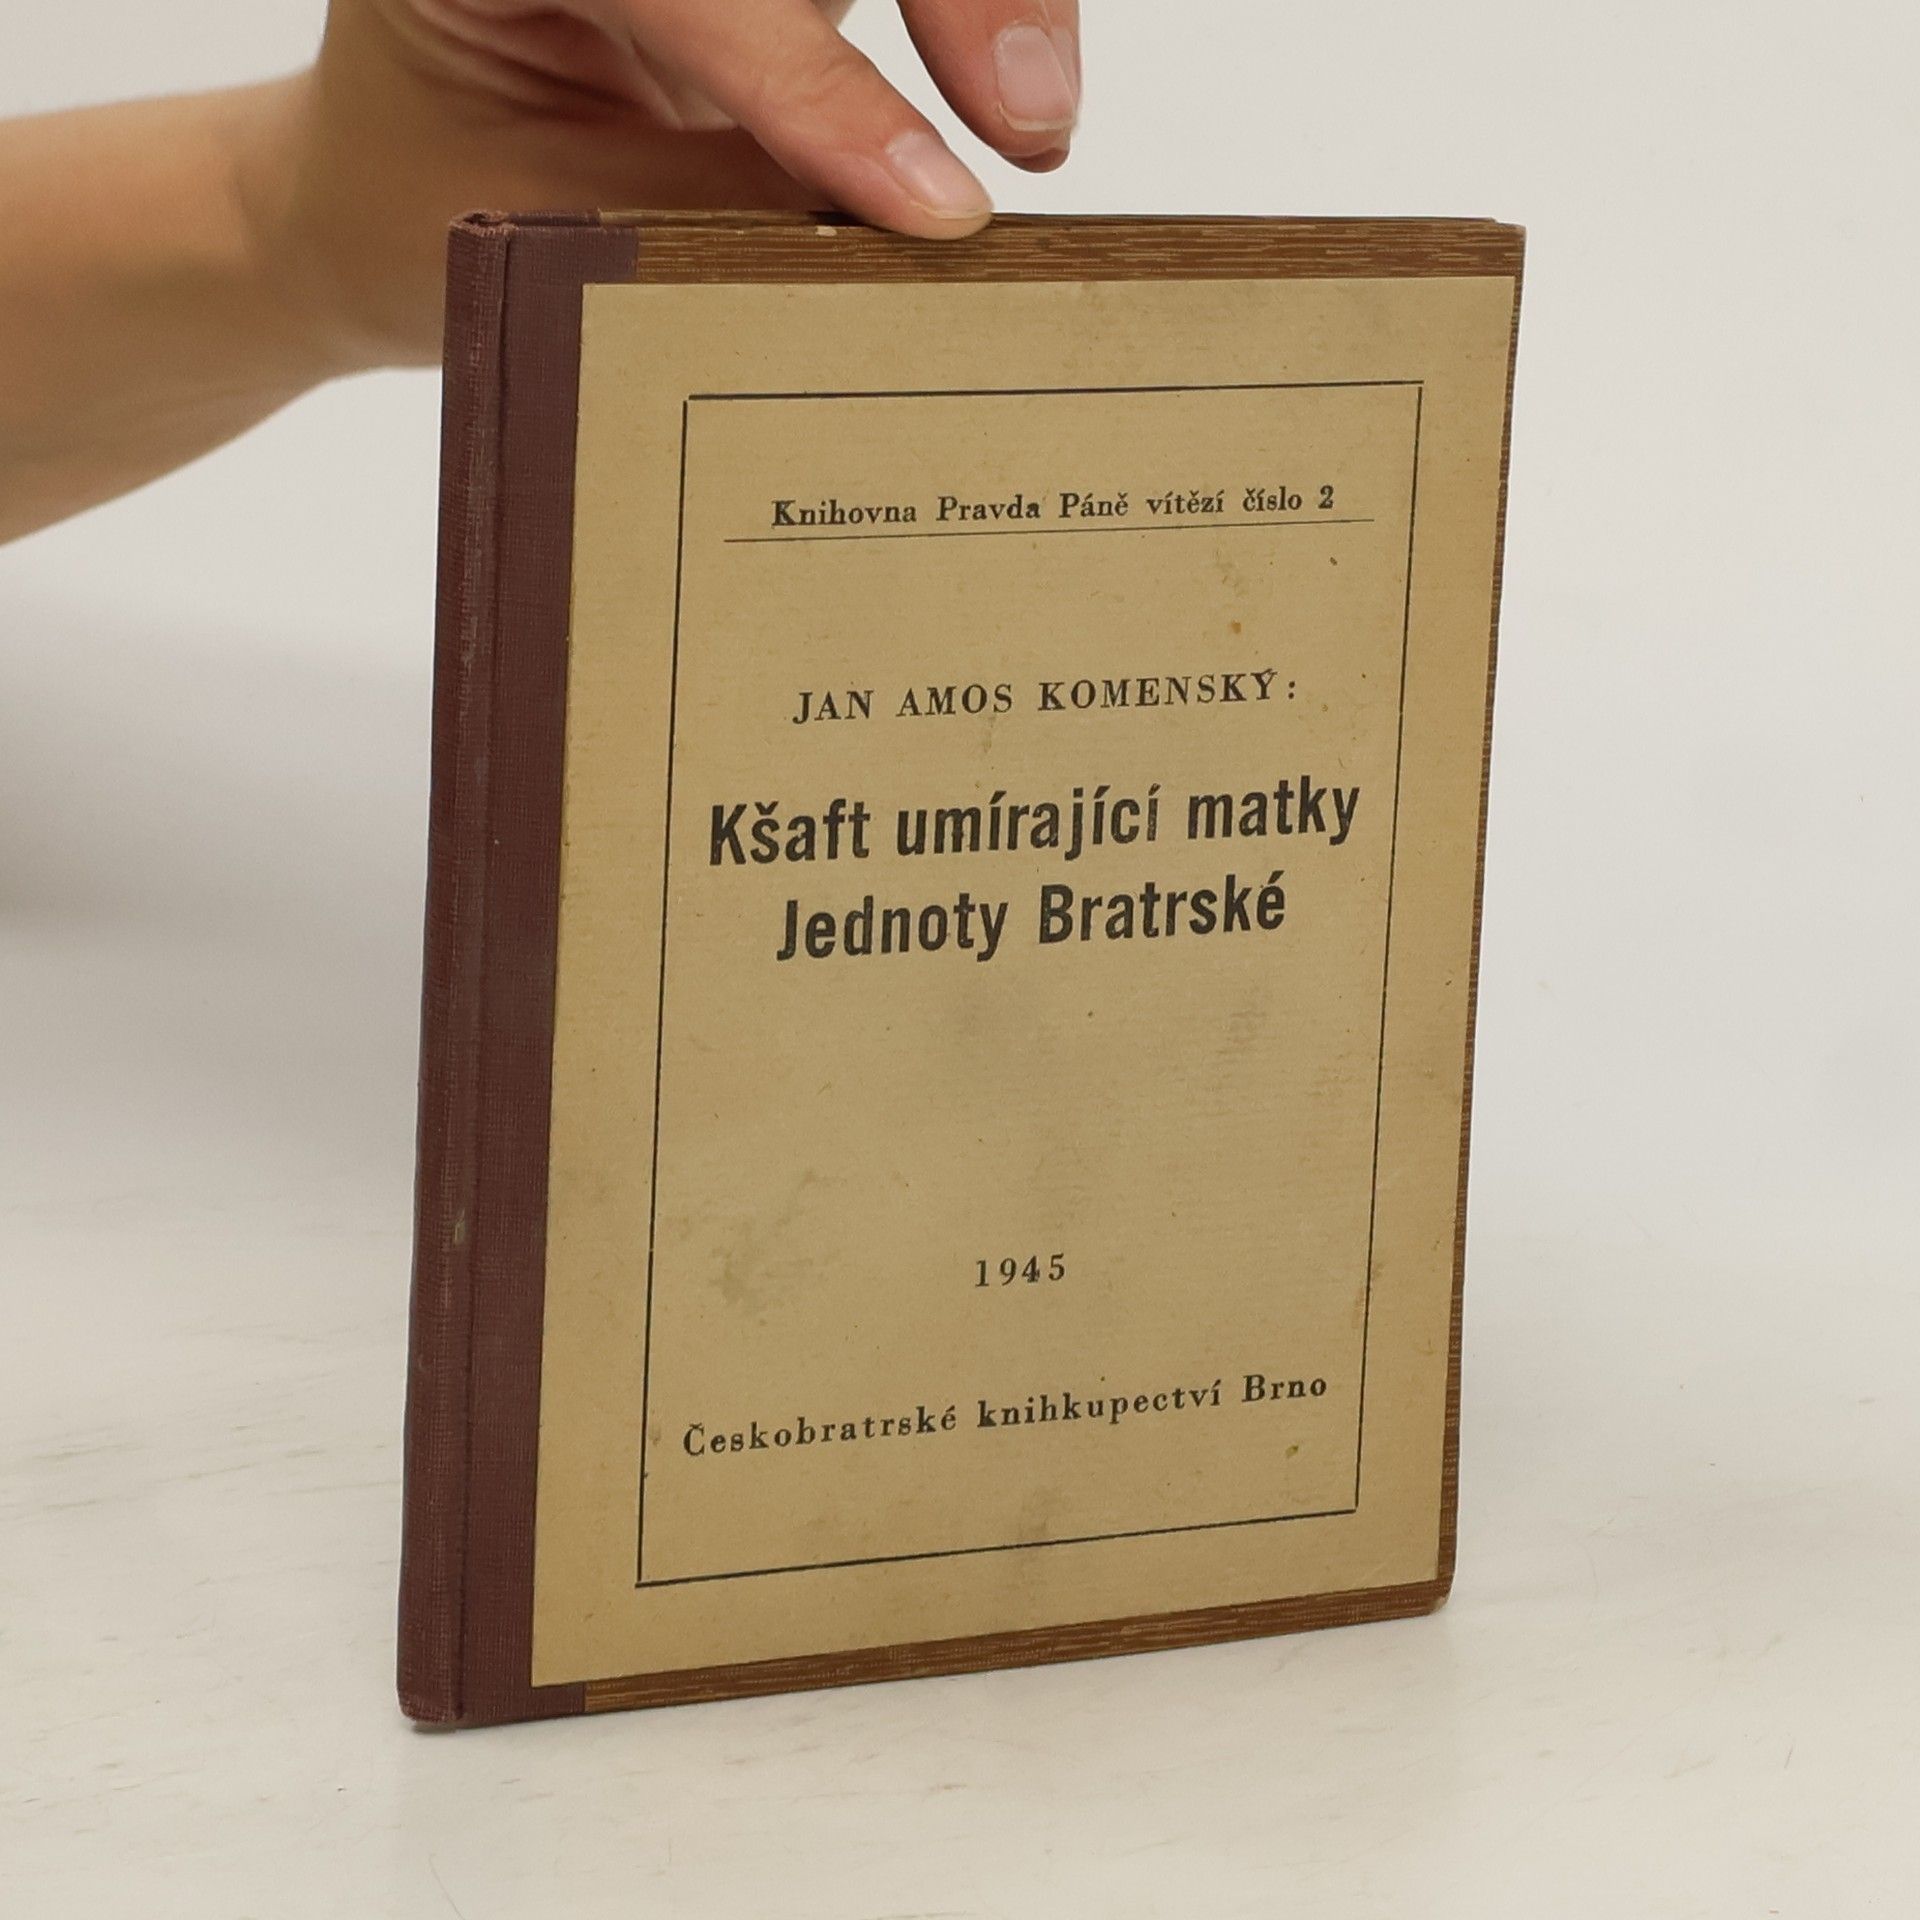 Knihovna Pravda Páně vítězí číslo 2
JAN AMOS KOMENSKÝ:
Kšaft umírající matky
Jednoty Bratrské
1945
Českobratrské knihkupectví Brno